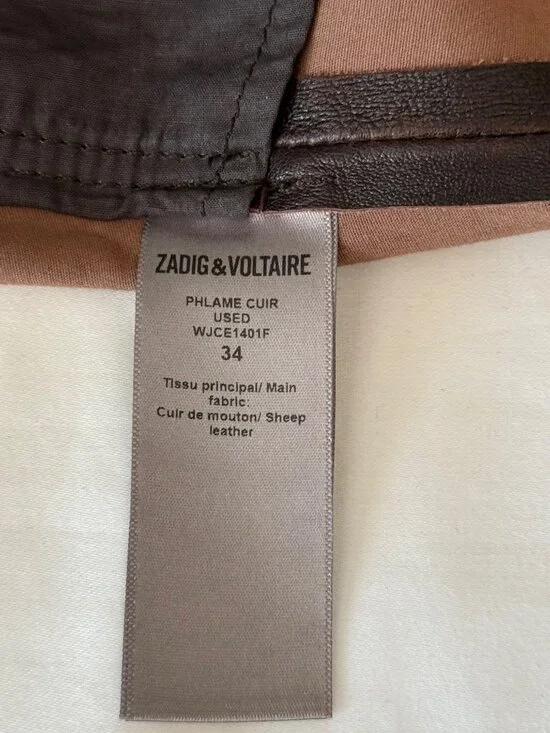 ZADIG&VOLTAIRE
PHLAME CUIR
USED
WJCE1401F
34
Tissu principal/ Main
fabric:
Cuir de mouton/ Sheep
leather